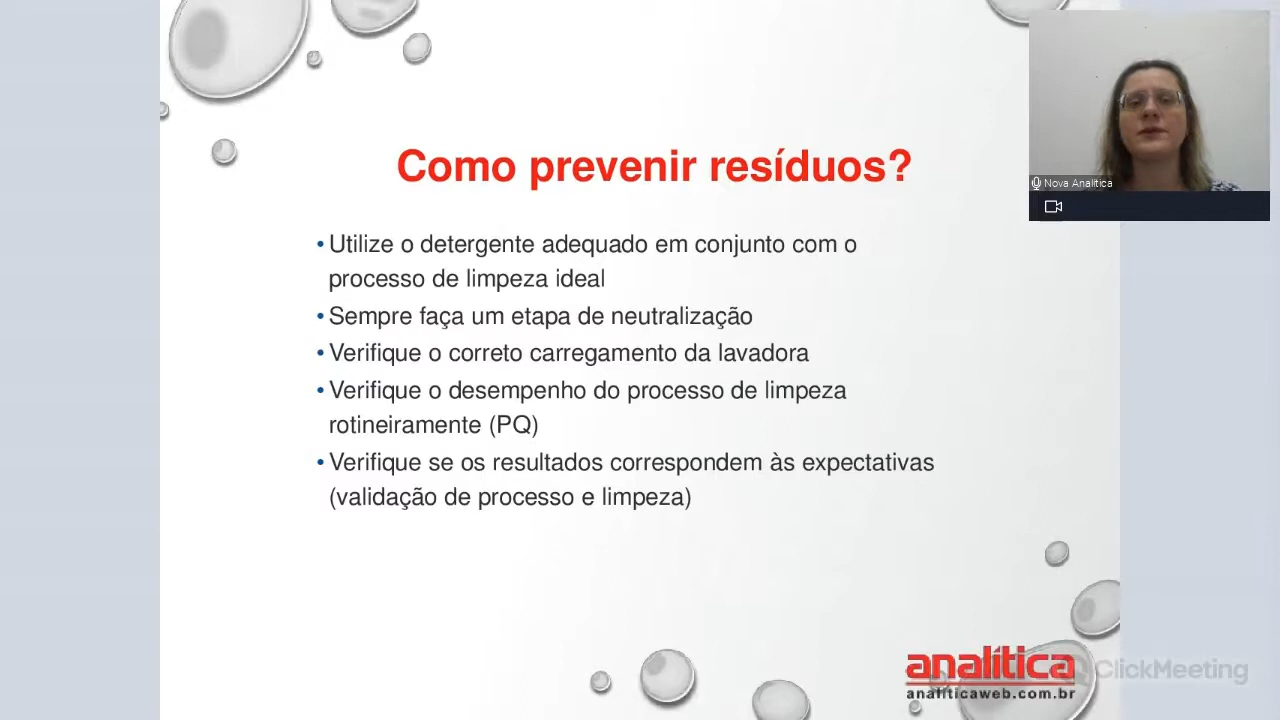 Como prevenir resíduos?
•Utilize o detergente adequado em conjunto com o
processo de limpeza ideal
•Sempre faça um etapa de neutralização
•Verifique o correto carregamento da lavadora
•Verifique o desempenho do processo de limpeza
rotineiramente (PQ)
•Verifique se os resultados correspondem às expectativas
(validação de processo e limpeza)
Nova Analitica
analítica
analiticaweb.com.br
ClickMeeting